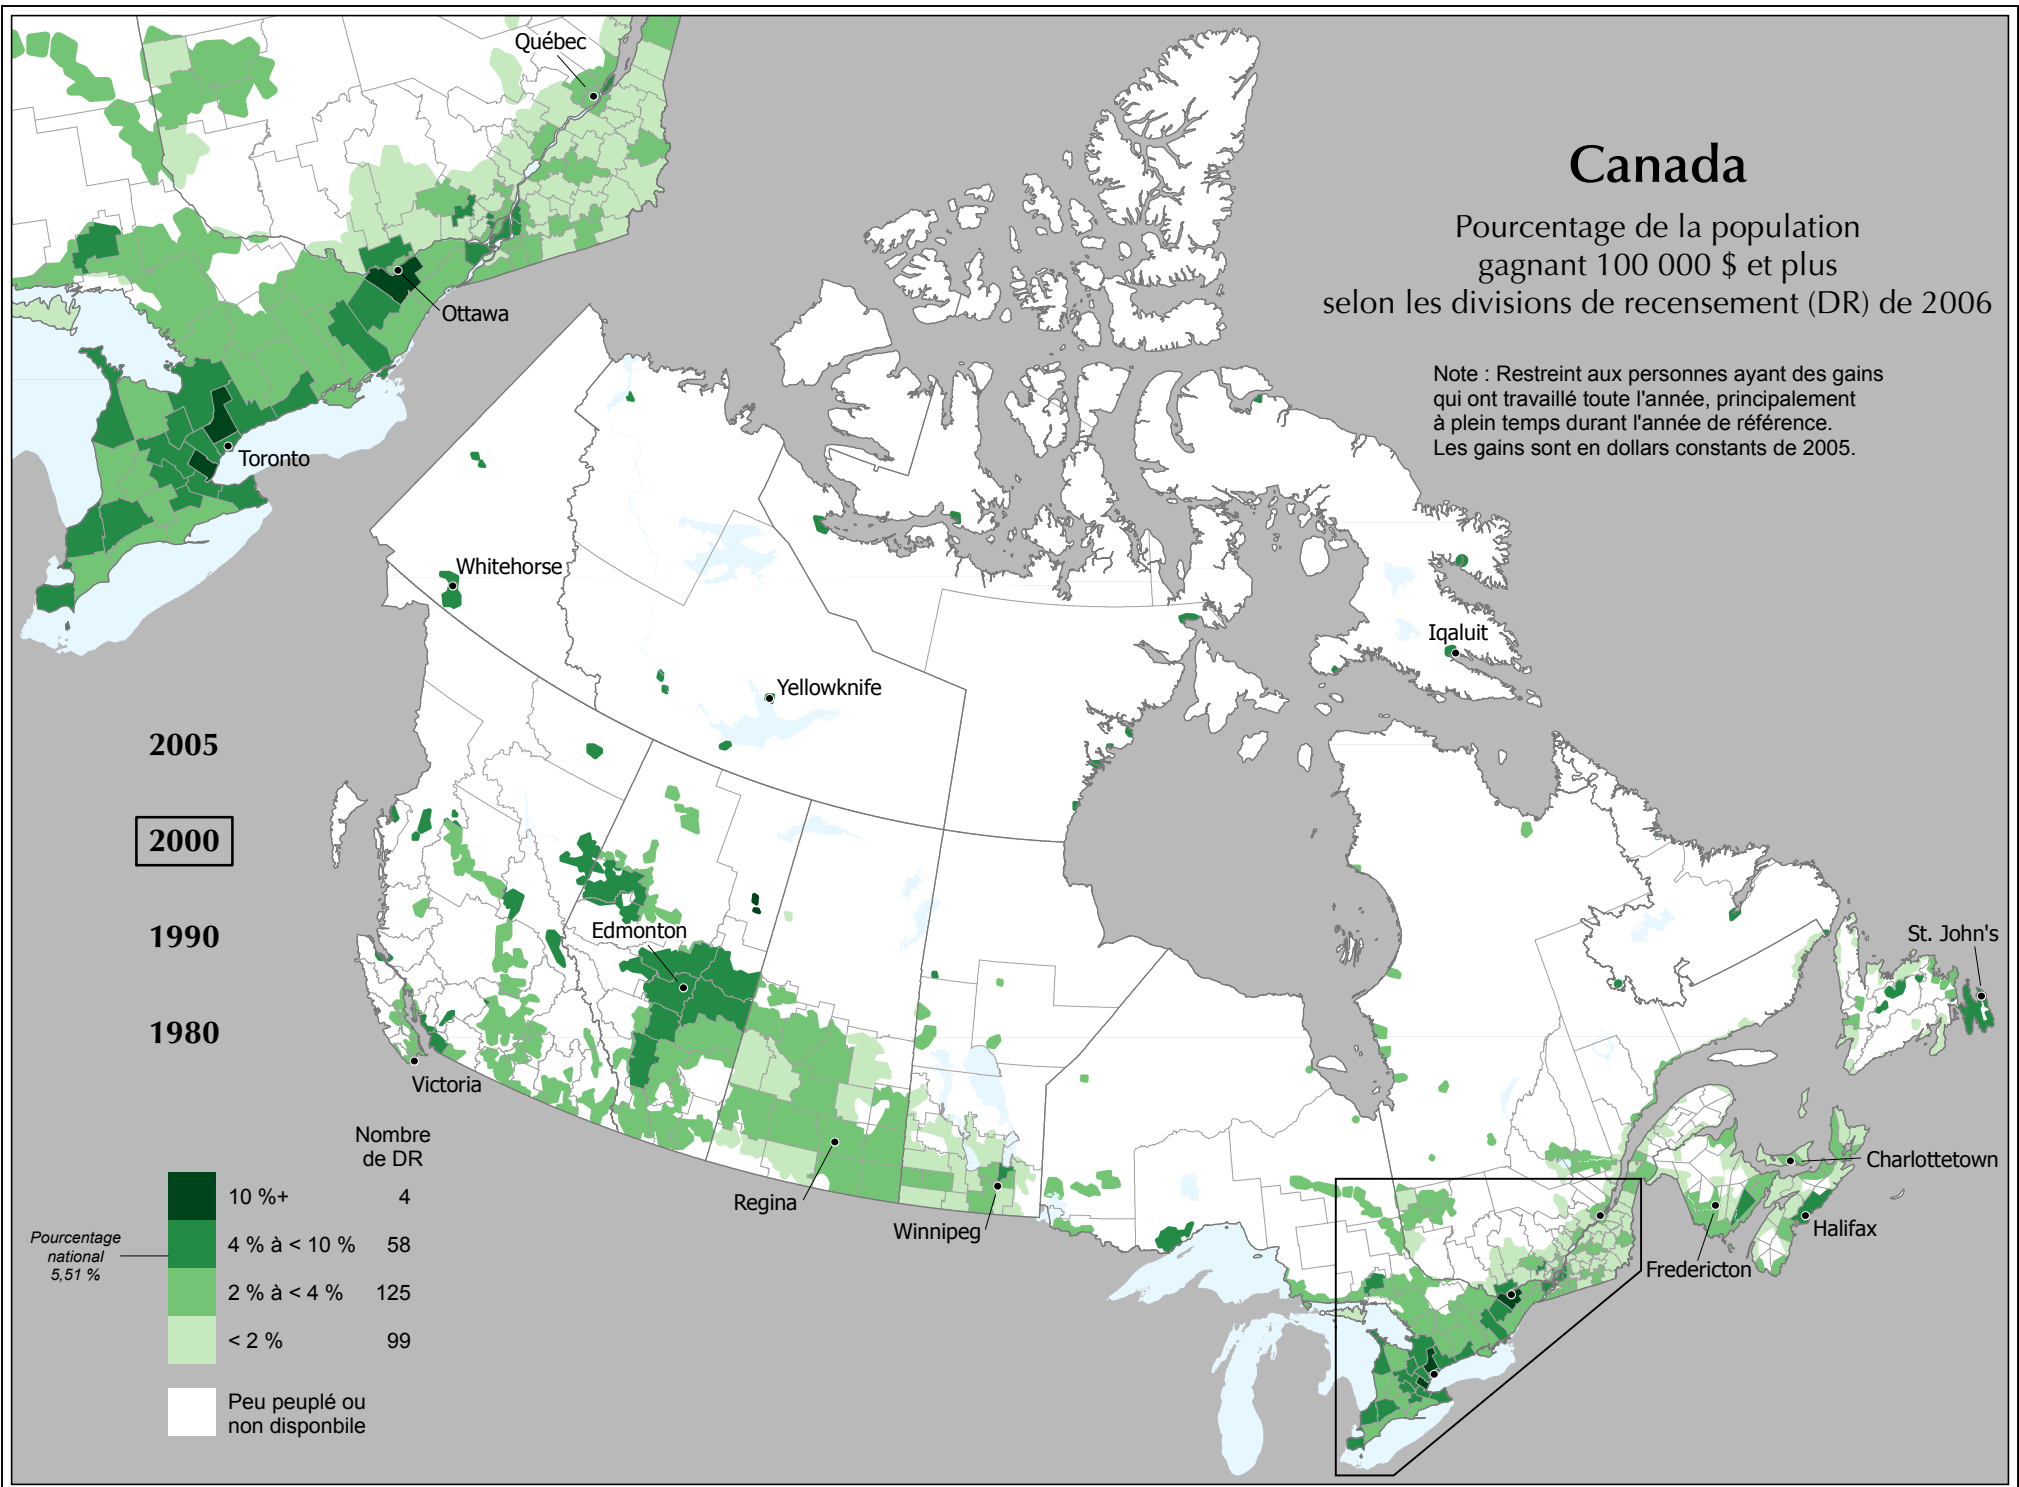 Canada
Pourcentage de la population
gagnant 100 000 $ et plus
selon les divisions de recensement (DR) de 2006
Note : Restreint aux personnes ayant des gains
qui ont travaillé toute l'année, principalement
à plein temps durant l'année de référence.
Les gains sont en dollars constants de 2005.
Québec
Ottawa
Toronto
Whitehorse
Yellowknife
Iqaluit
Edmonton
Victoria
Regina
Winnipeg
St. John's
Charlottetown
Halifax
Fredericton
2005
2000
1990
1980
Nombre
de DR
10 %+ 4
4 % à < 10 % 58
2 % à < 4 % 125
< 2 % 99
Pourcentage
national
5,51 %
Peu peuplé ou
non disponbile